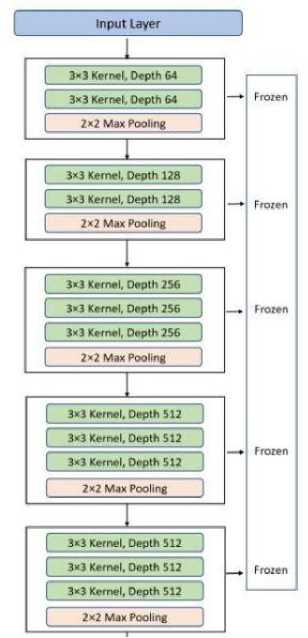 Input Layer
3×3 Kernel, Depth 64
3×3 Kernel, Depth 64
Frozen
2×2 Max Pooling
3×3 Kernel, Depth 128
3×3 Kernel, Depth 128
Frozen
2×2 Max Pooling
3×3 Kernel, Depth 256
3×3 Kernel, Depth 256
Frozen
3×3 Kernel, Depth 256
2×2 Max Pooling
3×3 Kernel, Depth 512
3×3 Kernel, Depth 512
3×3 Kernel, Depth 512
Frozen
2×2 Max Pooling
3×3 Kernel, Depth 512
3×3 Kernel, Depth 512
Frozen
3×3 Kernel, Depth 512
2×2 Max Pooling